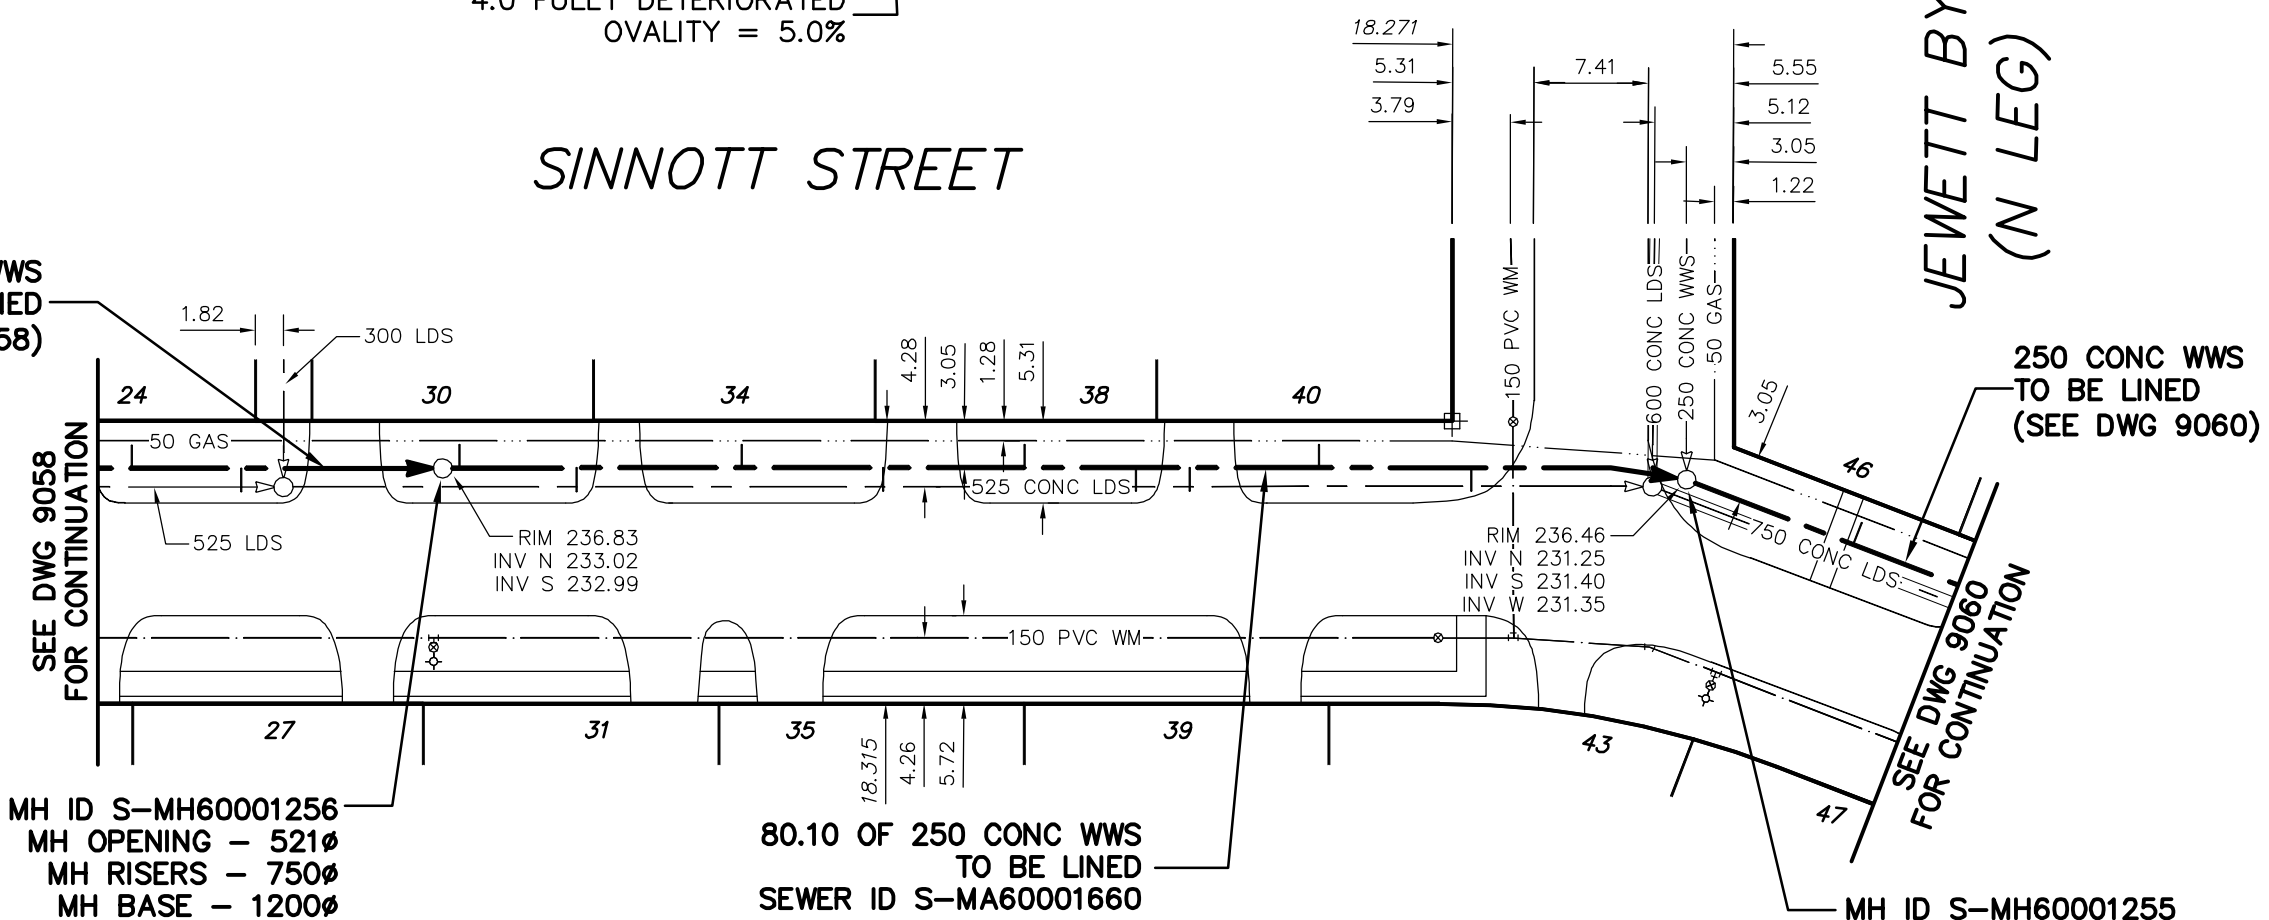 4.0 FULLY DETERIORATED
OVALITY = 5.0%
SINNOTT STREET
JEWETT BY
(N LEG)
18.271
5.31
3.79
7.41
5.55
5.12
3.05
1.22
WWS
58)
1.82
300 LDS
4.28
3.05
1.28
5.31
150 PVC WM
600 CONC LDS
250 CONC WWS
50 GAS
3.05
250 CONC WWS
TO BE LINED
(SEE DWG 9060)
24
30
34
38
40
46
50 GAS
SEE DWG 9058
FOR CONTINUATION
525 CONC LDS
525 LDS
RIM 236.83
INV N 233.02
INV S 232.99
RIM 236.46
INV N 231.25
INV S 231.40
INV W 231.35
750 CONC LDS
150 PVC WM
SEE DWG 9060
FOR CONTINUATION
27
31
35
39
43
47
18.315
4.26
5.72
MH ID S-MH60001256
MH OPENING - 521ø
MH RISERS - 750ø
MH BASE - 1200ø
80.10 OF 250 CONC WWS
TO BE LINED
SEWER ID S-MA60001660
MH ID S-MH60001255